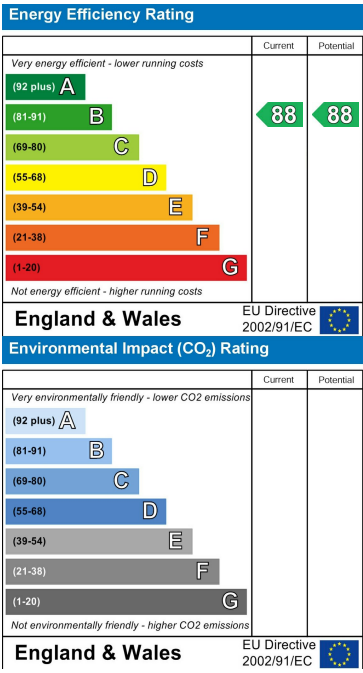 Energy Efficiency Rating
Current Potential
Very energy efficient - lower running costs
(92 plus) A
(81-91) B 88 88
(69-80) C
(55-68) D
(39-54) E
(21-38) F
(1-20) G
Not energy efficient - higher running costs
England & Wales EU Directive 2002/91/EC
Environmental Impact (CO₂) Rating
Current Potential
Very environmentally friendly - lower CO2 emissions
(92 plus) A
(81-91) B
(69-80) C
(55-68) D
(39-54) E
(21-38) F
(1-20) G
Not environmentally friendly - higher CO2 emissions
England & Wales EU Directive 2002/91/EC